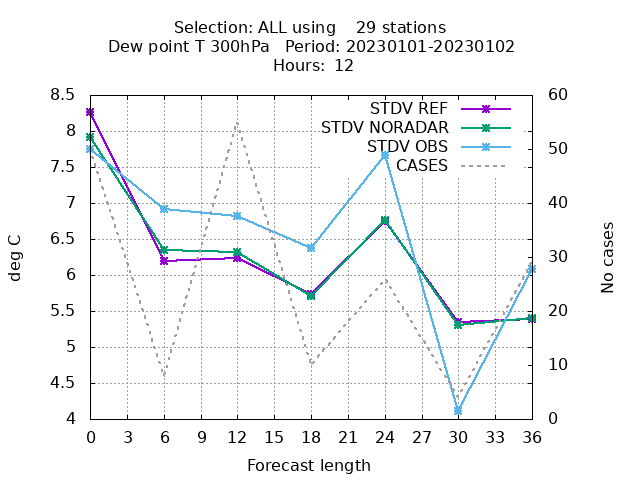 Selection: ALL using    29 stations
Dew point T 300hPa   Period: 20230101-20230102
Hours: 12
8.5
8
7.5
7
6.5
6
5.5
5
4.5
4
60
50
40
30
20
10
0
STDV REF
STDV NORADAR
STDV OBS
CASES
deg C
No cases
0 3 6 9 12 15 18 21 24 27 30 33 36
Forecast length